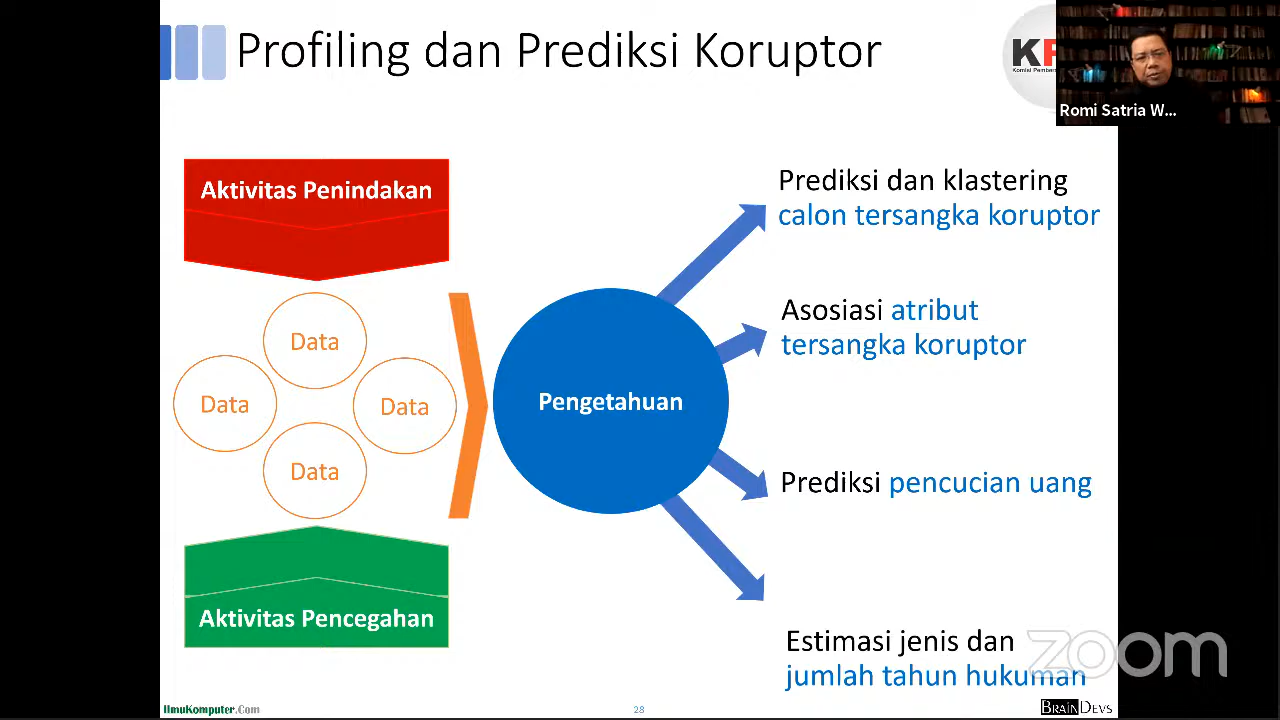 Profiling dan Prediksi Koruptor
Komisi Pember
Romi Satria W...
Aktivitas Penindakan
Data
Data
Data
Data
Aktivitas Pencegahan
Pengetahuan
Prediksi dan klastering
calon tersangka koruptor
Asosiasi atribut
tersangka koruptor
Prediksi pencucian uang
Estimasi jenis dan
jumlah tahun hukuman
zoom
IlmuKomputer.Com
28
BRAINDEVS